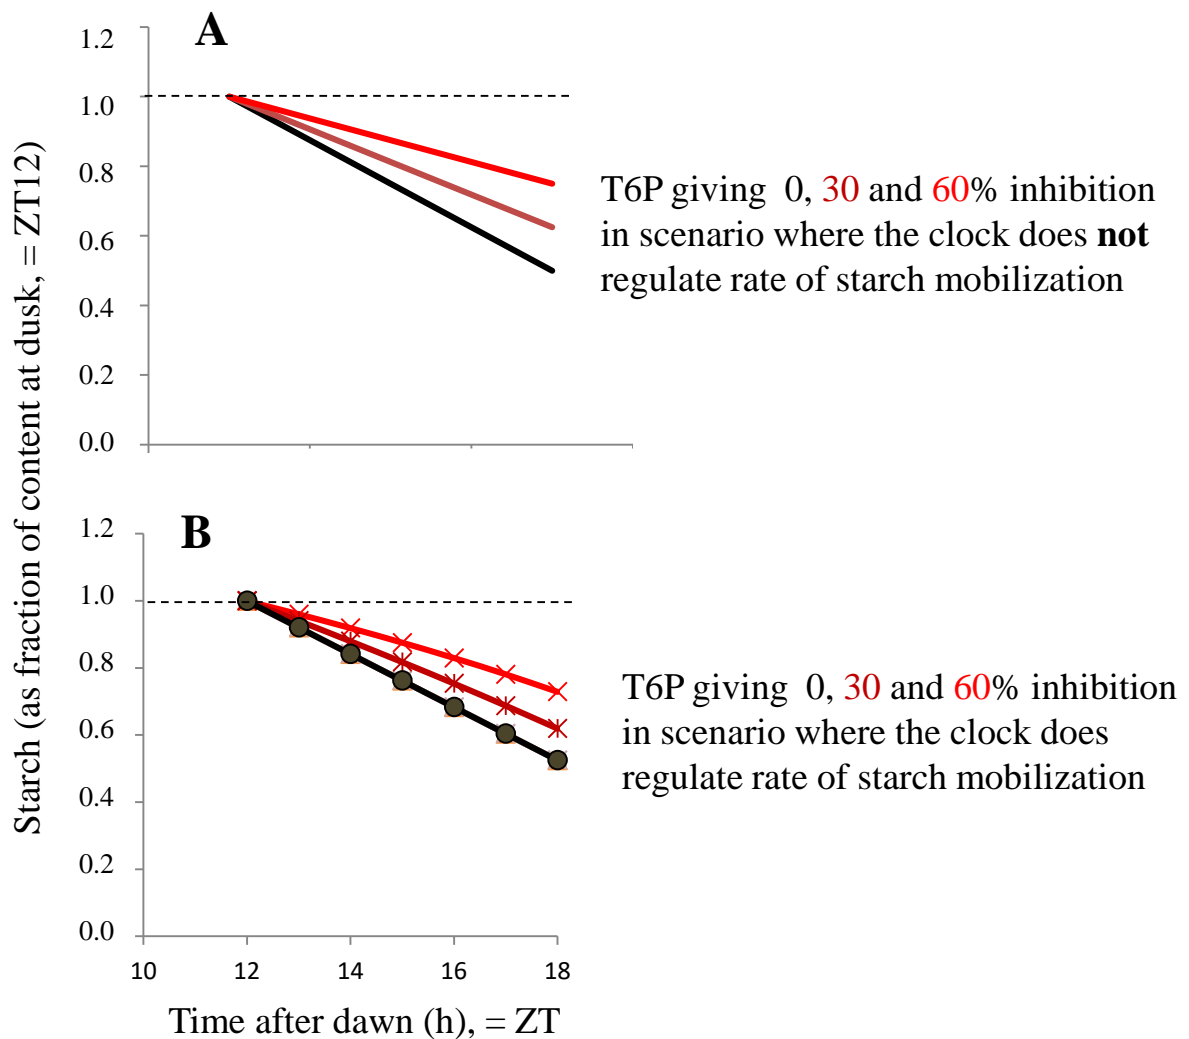 Starch (as fraction of content at dusk, = ZT12)
A
1.2
1.0
0.8
0.6
0.4
0.2
0.0
T6P giving 0, 30 and 60% inhibition
in scenario where the clock does not
regulate rate of starch mobilization
B
1.2
1.0
0.8
0.6
0.4
0.2
0.0
10
12
14
16
18
T6P giving 0, 30 and 60% inhibition
in scenario where the clock does
regulate rate of starch mobilization
Time after dawn (h), = ZT